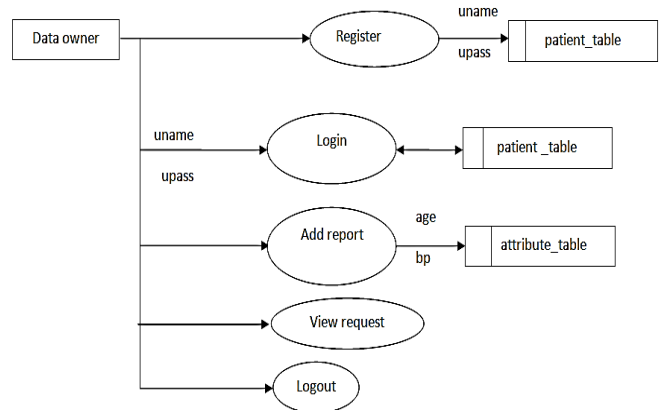 uname
Data owner
Register
patient_table
upass
uname
Login
patient _table
upass
Add report
age
attribute_table
bp
View request
Logout